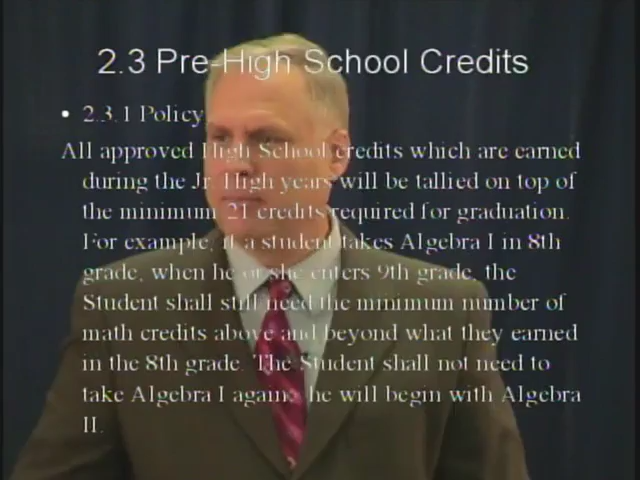 2.3 Pre-High School Credits
• 2.3.1 Policy
All approved High School credits which are earned
during the Jr. High years will be tallied on top of
the minimum 21 credits required for graduation.
For example, if a student takes Algebra I in 8th
grade, when he or she enters 9th grade, the
Student shall still need the minimum number of
math credits above and beyond what they earned
in the 8th grade. The Student shall not need to
take Algebra I again; he will begin with Algebra
II.